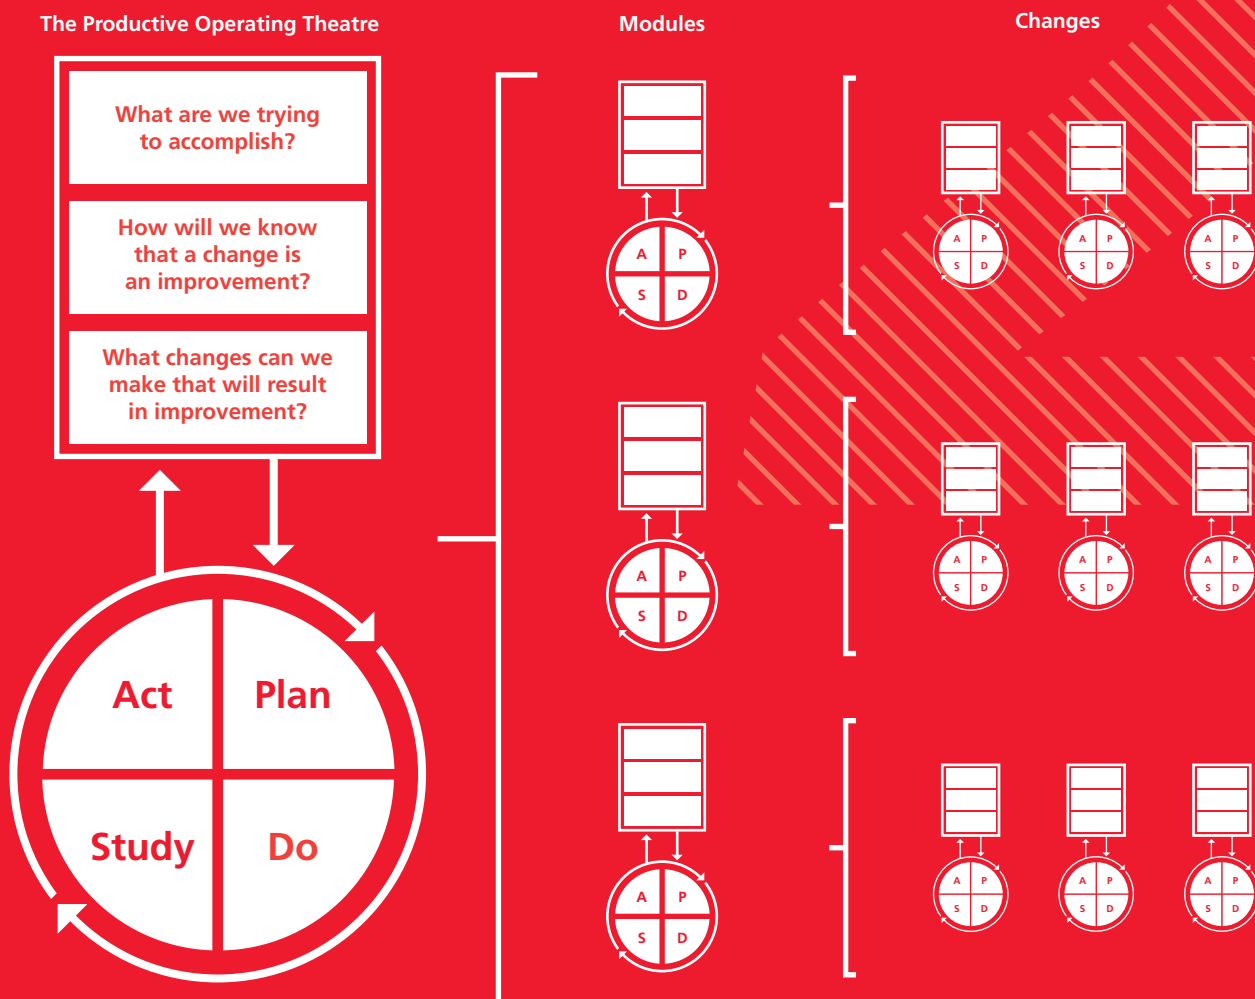 The Productive Operating Theatre
Modules
Changes
What are we trying
to accomplish?
How will we know
that a change is
an improvement?
What changes can we
make that will result
in improvement?
Act
Plan
Study
Do
A P
S D
A P
S D
A P
S D
A P
S D
A P
S D
A P
S D
A P
S D
A P
S D
A P
S D
A P
S D
A P
S D
A P
S D